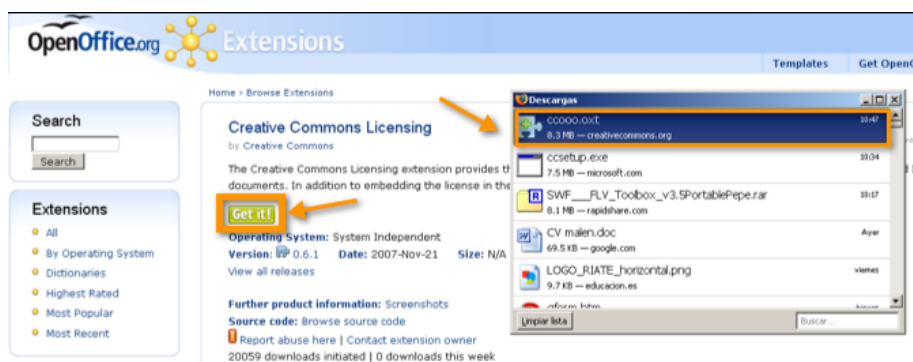 OpenOffice.org Extensions
Templates Get Open
Home › Browse Extensions
Search
Search
Extensions
All
By Operating System
Dictionaries
Highest Rated
Most Popular
Most Recent
Creative Commons Licensing
by Creative Commons
The Creative Commons Licensing extension provides
documents. In addition to embedding the license in the
Get it!
Operating System: System Independent
Version: 0.6.1 Date: 2007-Nov-21 Size: N/A
View all releases
Further product information: Screenshots
Source code: Browse source code
Report abuse here | Contact extension owner
20059 downloads initiated | 0 downloads this week
Descargas
ccooo.oxt 10:47
8.3 MB — creativecommons.org
ccsetup.exe 10:34
7.5 MB — microsoft.com
SWF___FLV_Toolbox_v3.5PortablePepe.rar 10:17
8.1 MB — rapidshare.com
CV malen.doc Ayer
69.5 KB — google.com
LOGO_RIATE_horizontal.png viernes
9.7 KB — educacion.es
Limpiar lista Buscar...